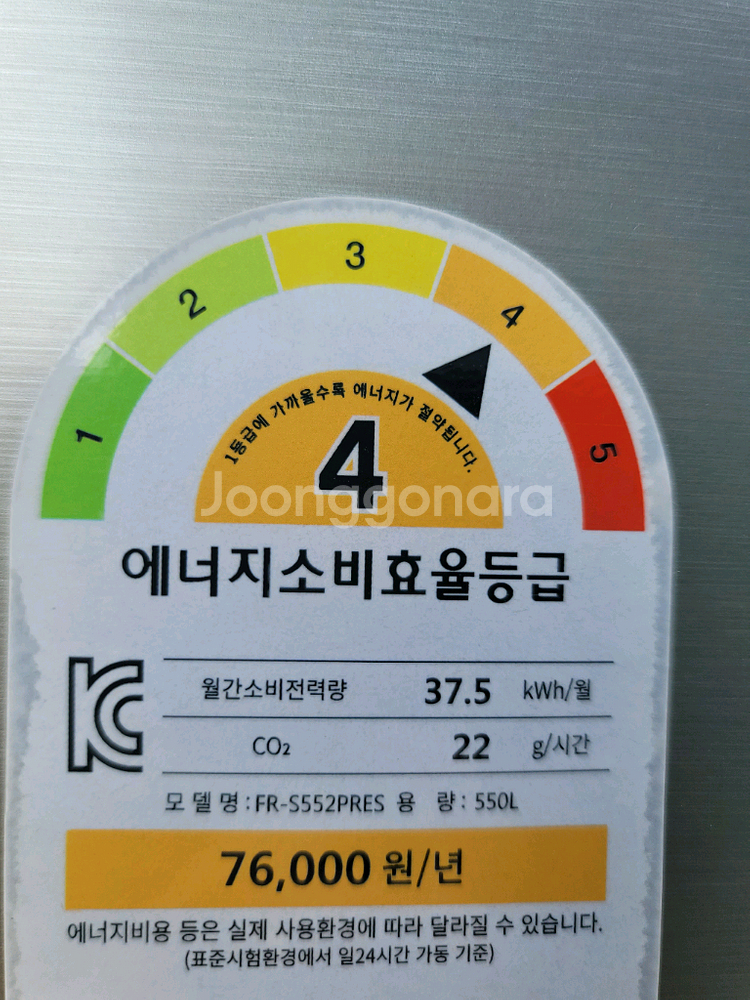 1
2
3
4
5
1등급에 가까울수록 에너지가 절약됩니다.
4
Joonggonara
에너지소비효율등급
KC
월간소비전력량 37.5 kWh/월
CO₂ 22 g/시간
모 델 명 : FR-S552PRES 용 량 : 550L
76,000 원/년
에너지비용 등은 실제 사용환경에 따라 달라질 수 있습니다.
(표준시험환경에서 일24시간 가동 기준)